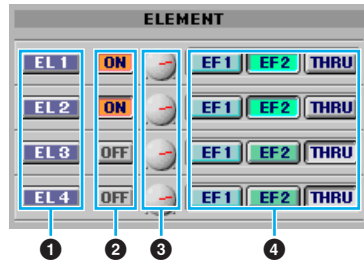 ELEMENT
EL 1 ON EF 1 EF 2 THRU
EL 2 ON EF 1 EF 2 THRU
EL 3 OFF EF 1 EF 2 THRU
EL 4 OFF EF 1 EF 2 THRU
1 2 3 4